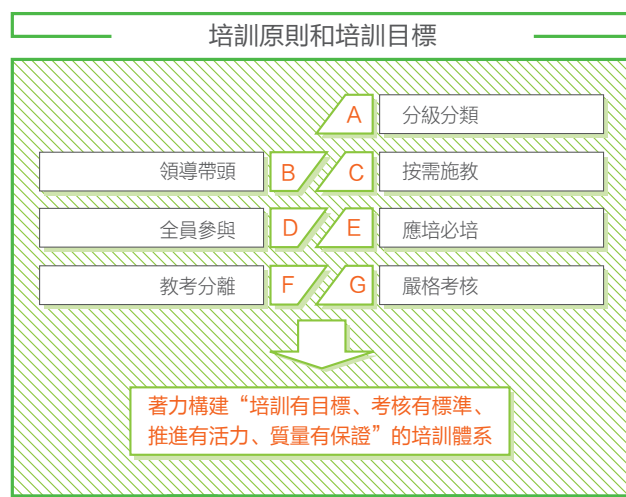 培訓原則和培訓目標
A 分級分類
領導帶頭 B C 按需施教
全員參與 D E 應培必培
教考分離 F G 嚴格考核
著力構建“培訓有目標、考核有標準、
推進有活力、質量有保證”的培訓體系